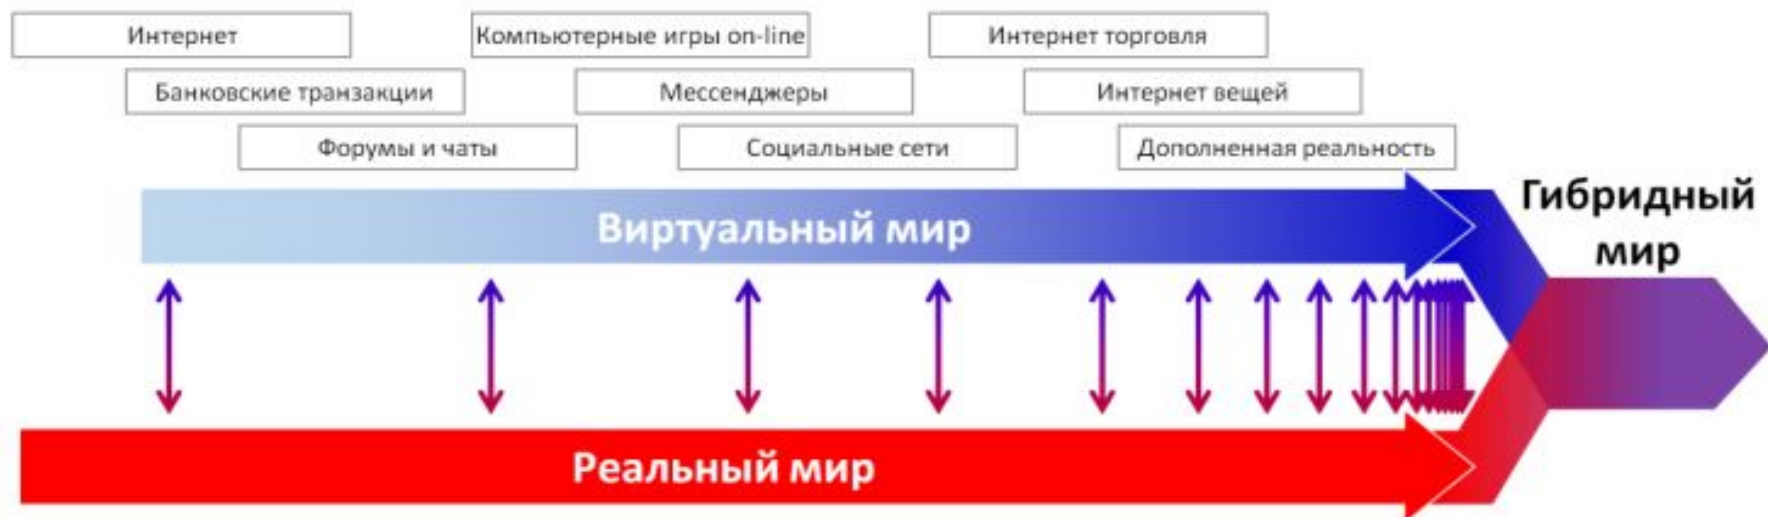 Интернет
Компьютерные игры on-line
Интернет торговля
Банковские транзакции
Мессенджеры
Интернет вещей
Форумы и чаты
Социальные сети
Дополненная реальность
Виртуальный мир
Гибридный
мир
Реальный мир